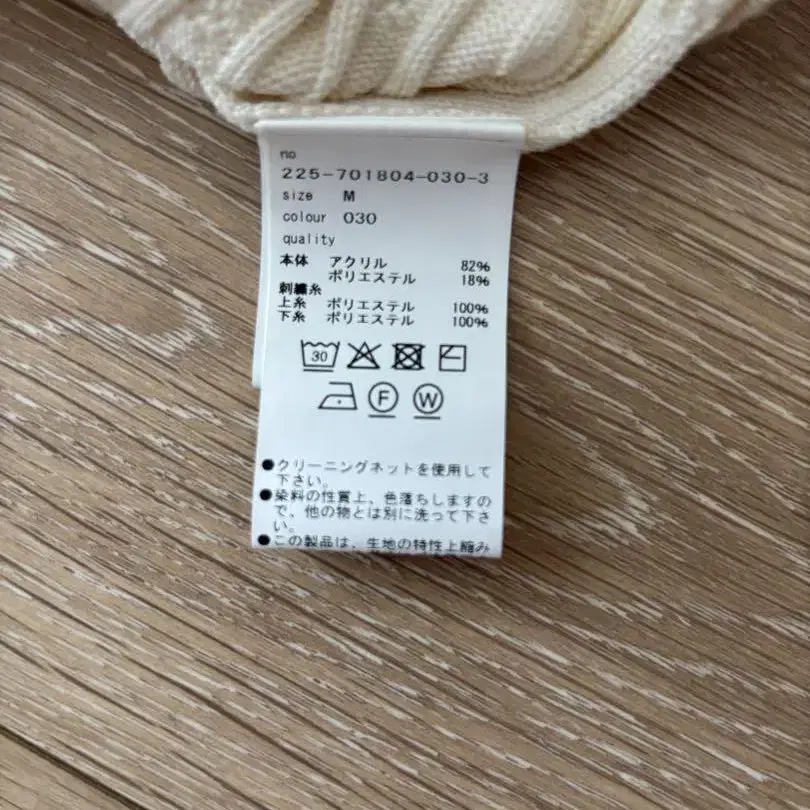 no
225-701804-030-3
size M
colour 030
quality
本体 アクリル 82%
ポリエステル 18%
刺繍糸
上糸 ポリエステル 100%
下糸 ポリエステル 100%
30
F W
●クリーニングネットを使用して
下さい。
●染料の性質上、色落ちしますの
で、他の物とは別に洗って下さ
い。
●この製品は、生地の特性上縮み